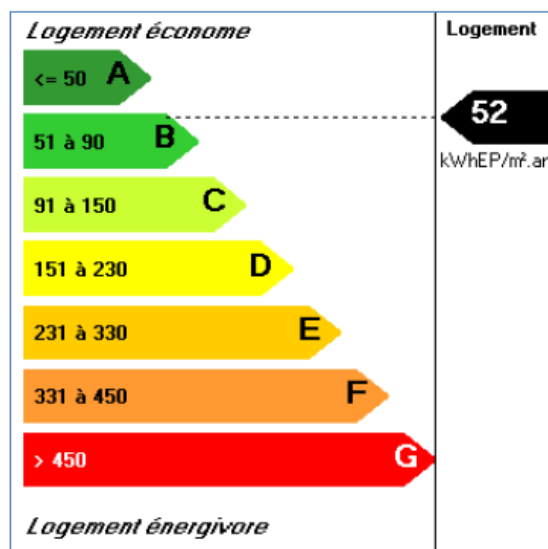 Logement économe
Logement
<= 50 A
52
51 à 90 B
kWhEP/m².an
91 à 150 C
151 à 230 D
231 à 330 E
331 à 450 F
> 450 G
Logement énergivore